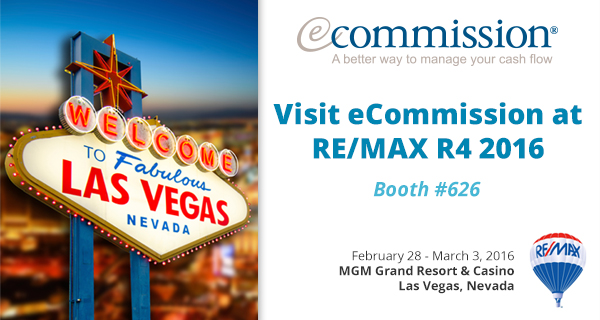 WELCOME
TO Fabulous
LAS VEGAS
NEVADA
ecommission®
A better way to manage your cash flow
Visit eCommission at
RE/MAX R4 2016
Booth #626
February 28 - March 3, 2016
MGM Grand Resort & Casino
Las Vegas, Nevada
RE/MAX